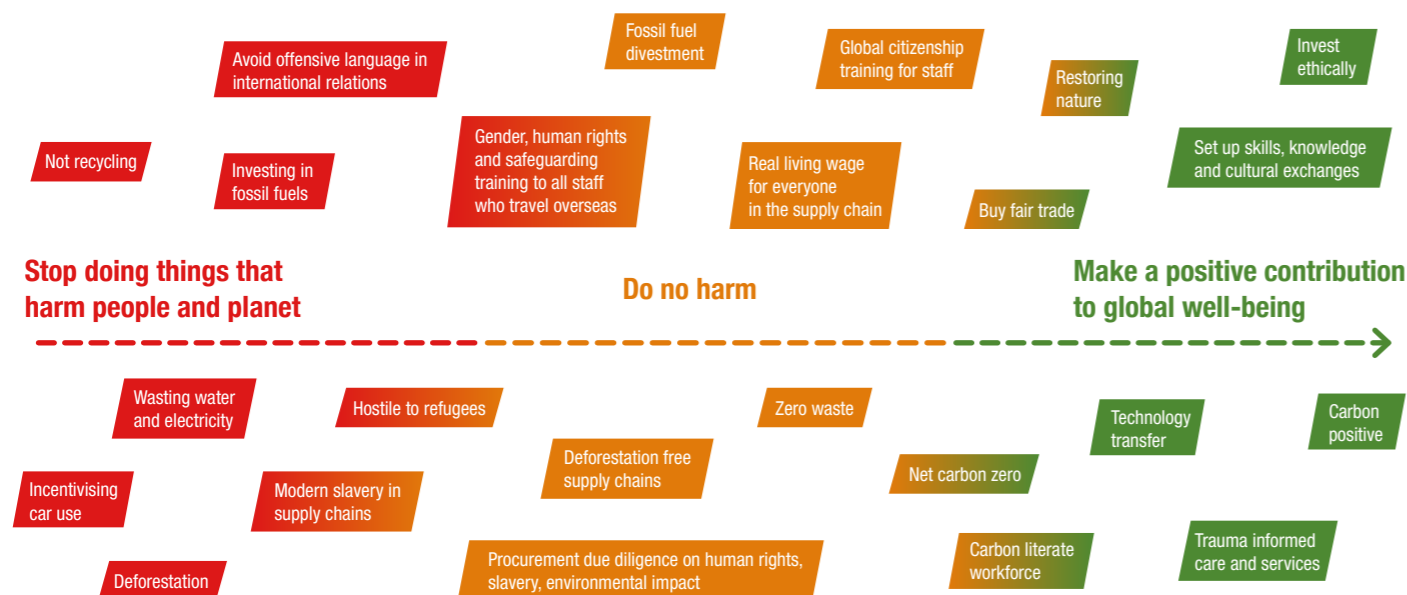 Fossil fuel
divestment
Avoid offensive language in
international relations
Global citizenship
training for staff
Invest
ethically
Restoring
nature
Not recycling
Investing in
fossil fuels
Gender, human rights
and safeguarding
training to all staff
who travel overseas
Real living wage
for everyone
in the supply chain
Set up skills, knowledge
and cultural exchanges
Buy fair trade
Stop doing things that
harm people and planet
Do no harm
Make a positive contribution
to global well-being
Wasting water
and electricity
Hostile to refugees
Zero waste
Technology
transfer
Carbon
positive
Incentivising
car use
Modern slavery in
supply chains
Deforestation free
supply chains
Net carbon zero
Deforestation
Procurement due diligence on human rights,
slavery, environmental impact
Carbon literate
workforce
Trauma informed
care and services